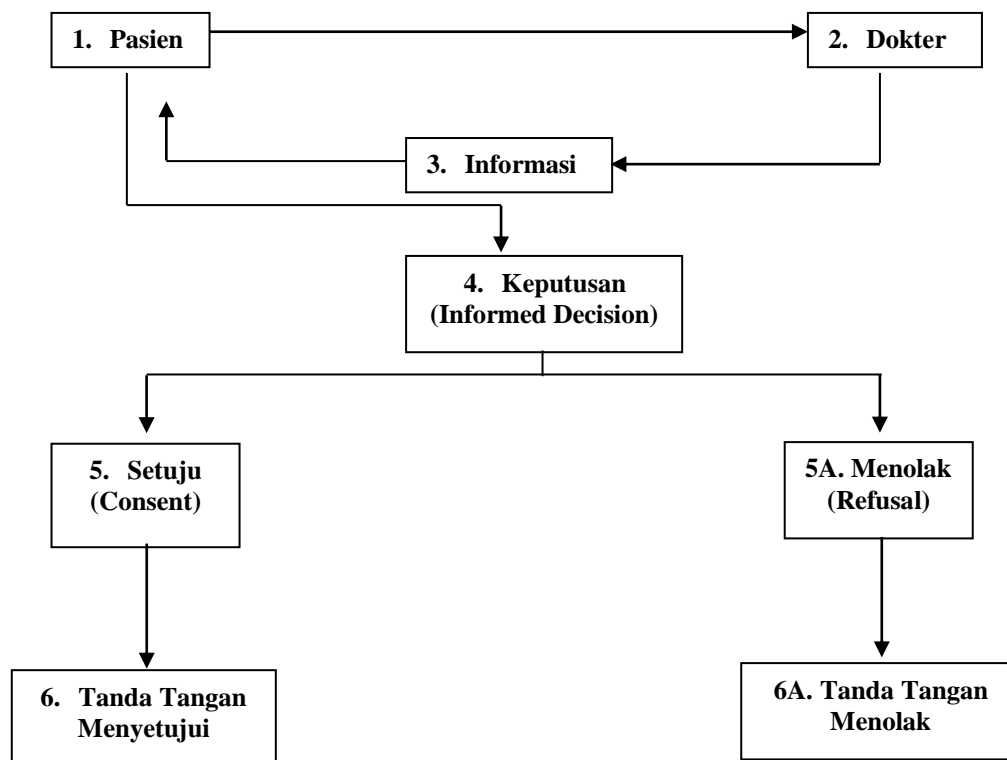 1. Pasien
2. Dokter
3. Informasi
4. Keputusan
(Informed Decision)
5. Setuju
(Consent)
5A. Menolak
(Refusal)
6. Tanda Tangan
Menyetujui
6A. Tanda Tangan
Menolak